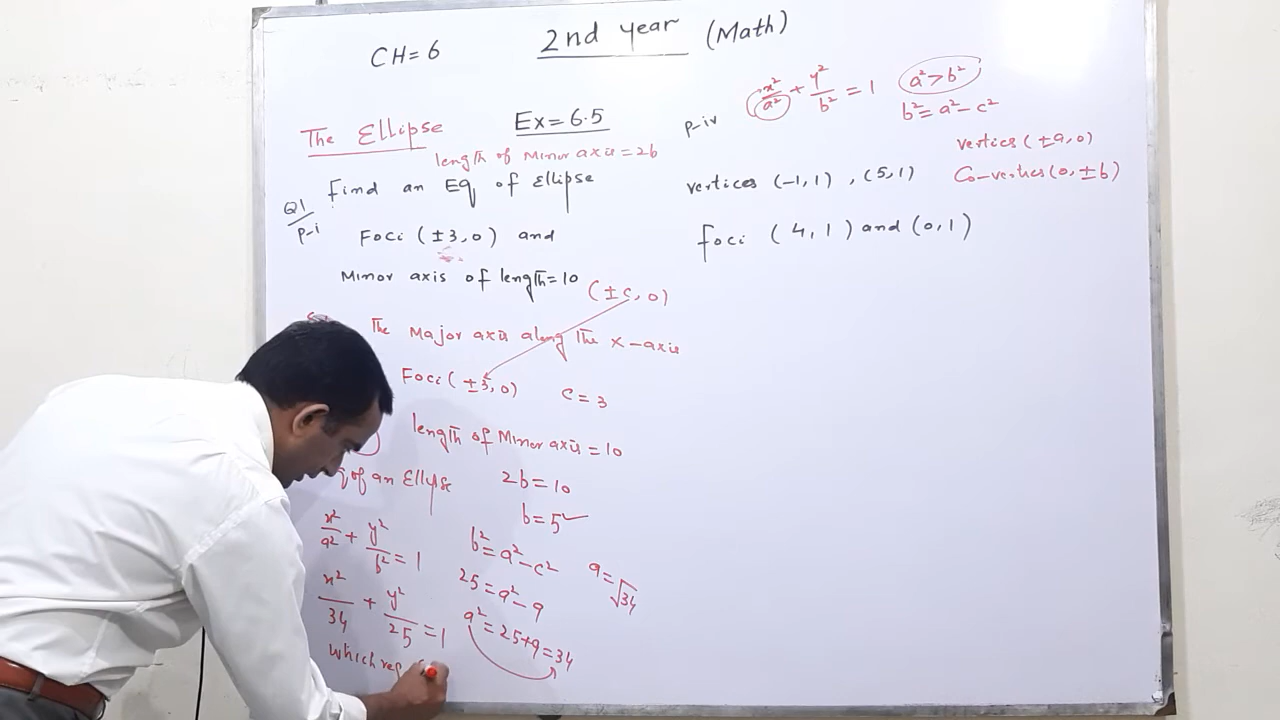 CH=6
2nd year (Math)
The Ellipse
Ex=6.5
length of Minor axis=2b
Q1
P-i
Find an Eq of Ellipse
Foci (±3,0) and
Minor axis of length=10
(±c,0)
The Major axis along The x-axis
Foci (±3,0) c=3
length of Minor axis=10
of an Ellipse
2b=10
b=5✓
x²/a² + y²/b² = 1
b²=a²-c²
25=a²-9
a²=25+9=34
a=√34
x²/34 + y²/25 = 1
which rep
P-iv
x²/a² + y²/b² = 1
a²>b²
b²=a²-c²
vertices (±a,0)
Co-vertices (0,±b)
vertices (-1,1) , (5,1)
foci (4,1) and (0,1)